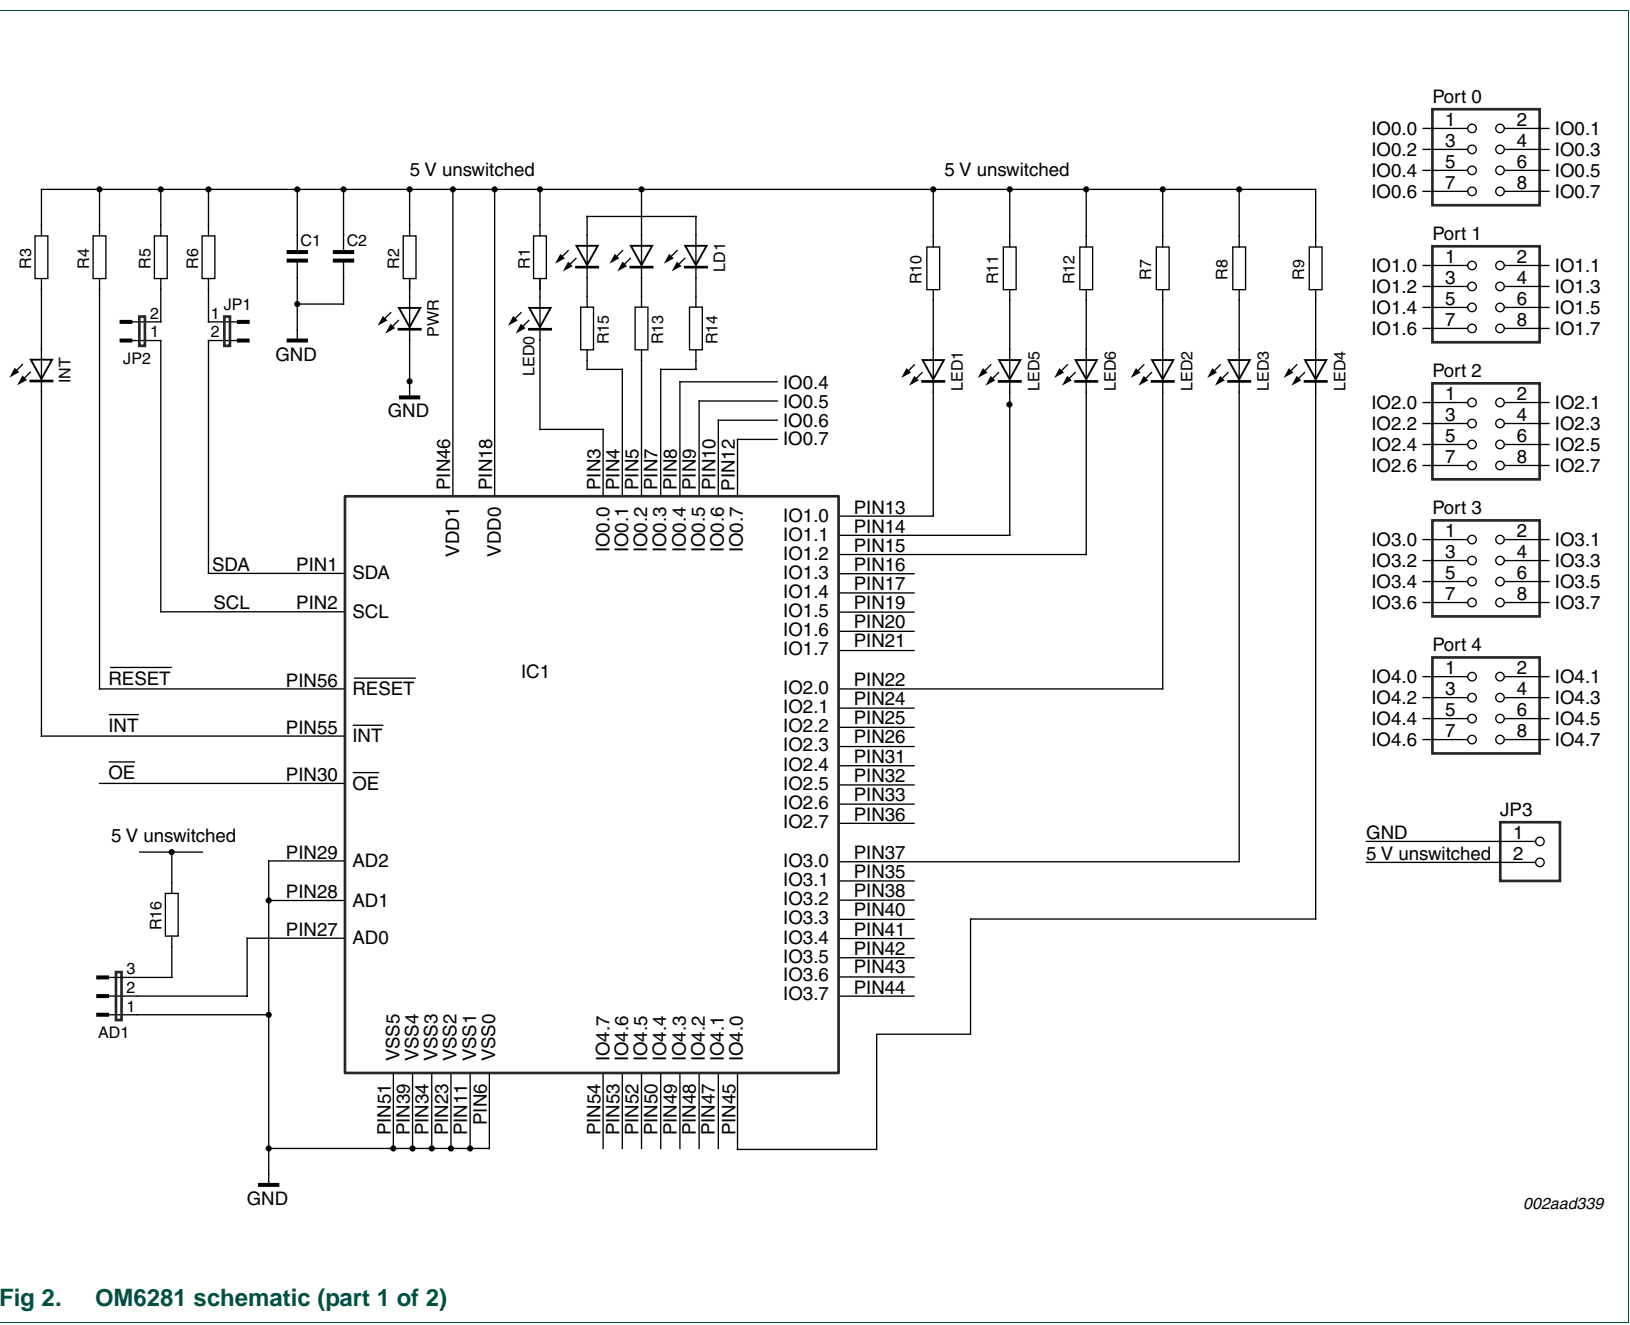 5 V unswitched
5 V unswitched
R3
R4
R5
R6
C1
C2
R2
R1
LD1
R10
R11
R12
R7
R8
R9
2
1
JP2
1
2
JP1
GND
INT
PWR
GND
LED0
R15
R13
R14
LED1
LED5
LED6
LED2
LED3
LED4
IO0.4
IO0.5
IO0.6
IO0.7
PIN46
PIN18
PIN3
PIN4
PIN5
PIN7
PIN8
PIN9
PIN10
PIN12
VDD1
VDD0
IO0.0
IO0.1
IO0.2
IO0.3
IO0.4
IO0.5
IO0.6
IO0.7
SDA PIN1 SDA
SCL PIN2 SCL
RESET PIN56 RESET
INT PIN55 INT
OE PIN30 OE
IC1
5 V unswitched
R16
PIN29 AD2
PIN28 AD1
PIN27 AD0
3
2
1
AD1
IO1.0 PIN13
IO1.1 PIN14
IO1.2 PIN15
IO1.3 PIN16
IO1.4 PIN17
IO1.5 PIN19
IO1.6 PIN20
IO1.7 PIN21
IO2.0 PIN22
IO2.1 PIN24
IO2.2 PIN25
IO2.3 PIN26
IO2.4 PIN31
IO2.5 PIN32
IO2.6 PIN33
IO2.7 PIN36
IO3.0 PIN37
IO3.1 PIN35
IO3.2 PIN38
IO3.3 PIN40
IO3.4 PIN41
IO3.5 PIN42
IO3.6 PIN43
IO3.7 PIN44
VSS5
VSS4
VSS3
VSS2
VSS1
VSS0
IO4.7
IO4.6
IO4.5
IO4.4
IO4.3
IO4.2
IO4.1
IO4.0
PIN51
PIN39
PIN34
PIN23
PIN11
PIN6
PIN54
PIN53
PIN52
PIN50
PIN49
PIN48
PIN47
PIN45
GND
Port 0
IO0.0 1 2 IO0.1
IO0.2 3 4 IO0.3
IO0.4 5 6 IO0.5
IO0.6 7 8 IO0.7
Port 1
IO1.0 1 2 IO1.1
IO1.2 3 4 IO1.3
IO1.4 5 6 IO1.5
IO1.6 7 8 IO1.7
Port 2
IO2.0 1 2 IO2.1
IO2.2 3 4 IO2.3
IO2.4 5 6 IO2.5
IO2.6 7 8 IO2.7
Port 3
IO3.0 1 2 IO3.1
IO3.2 3 4 IO3.3
IO3.4 5 6 IO3.5
IO3.6 7 8 IO3.7
Port 4
IO4.0 1 2 IO4.1
IO4.2 3 4 IO4.3
IO4.4 5 6 IO4.5
IO4.6 7 8 IO4.7
JP3
GND 1
5 V unswitched 2
002aad339
Fig 2. OM6281 schematic (part 1 of 2)